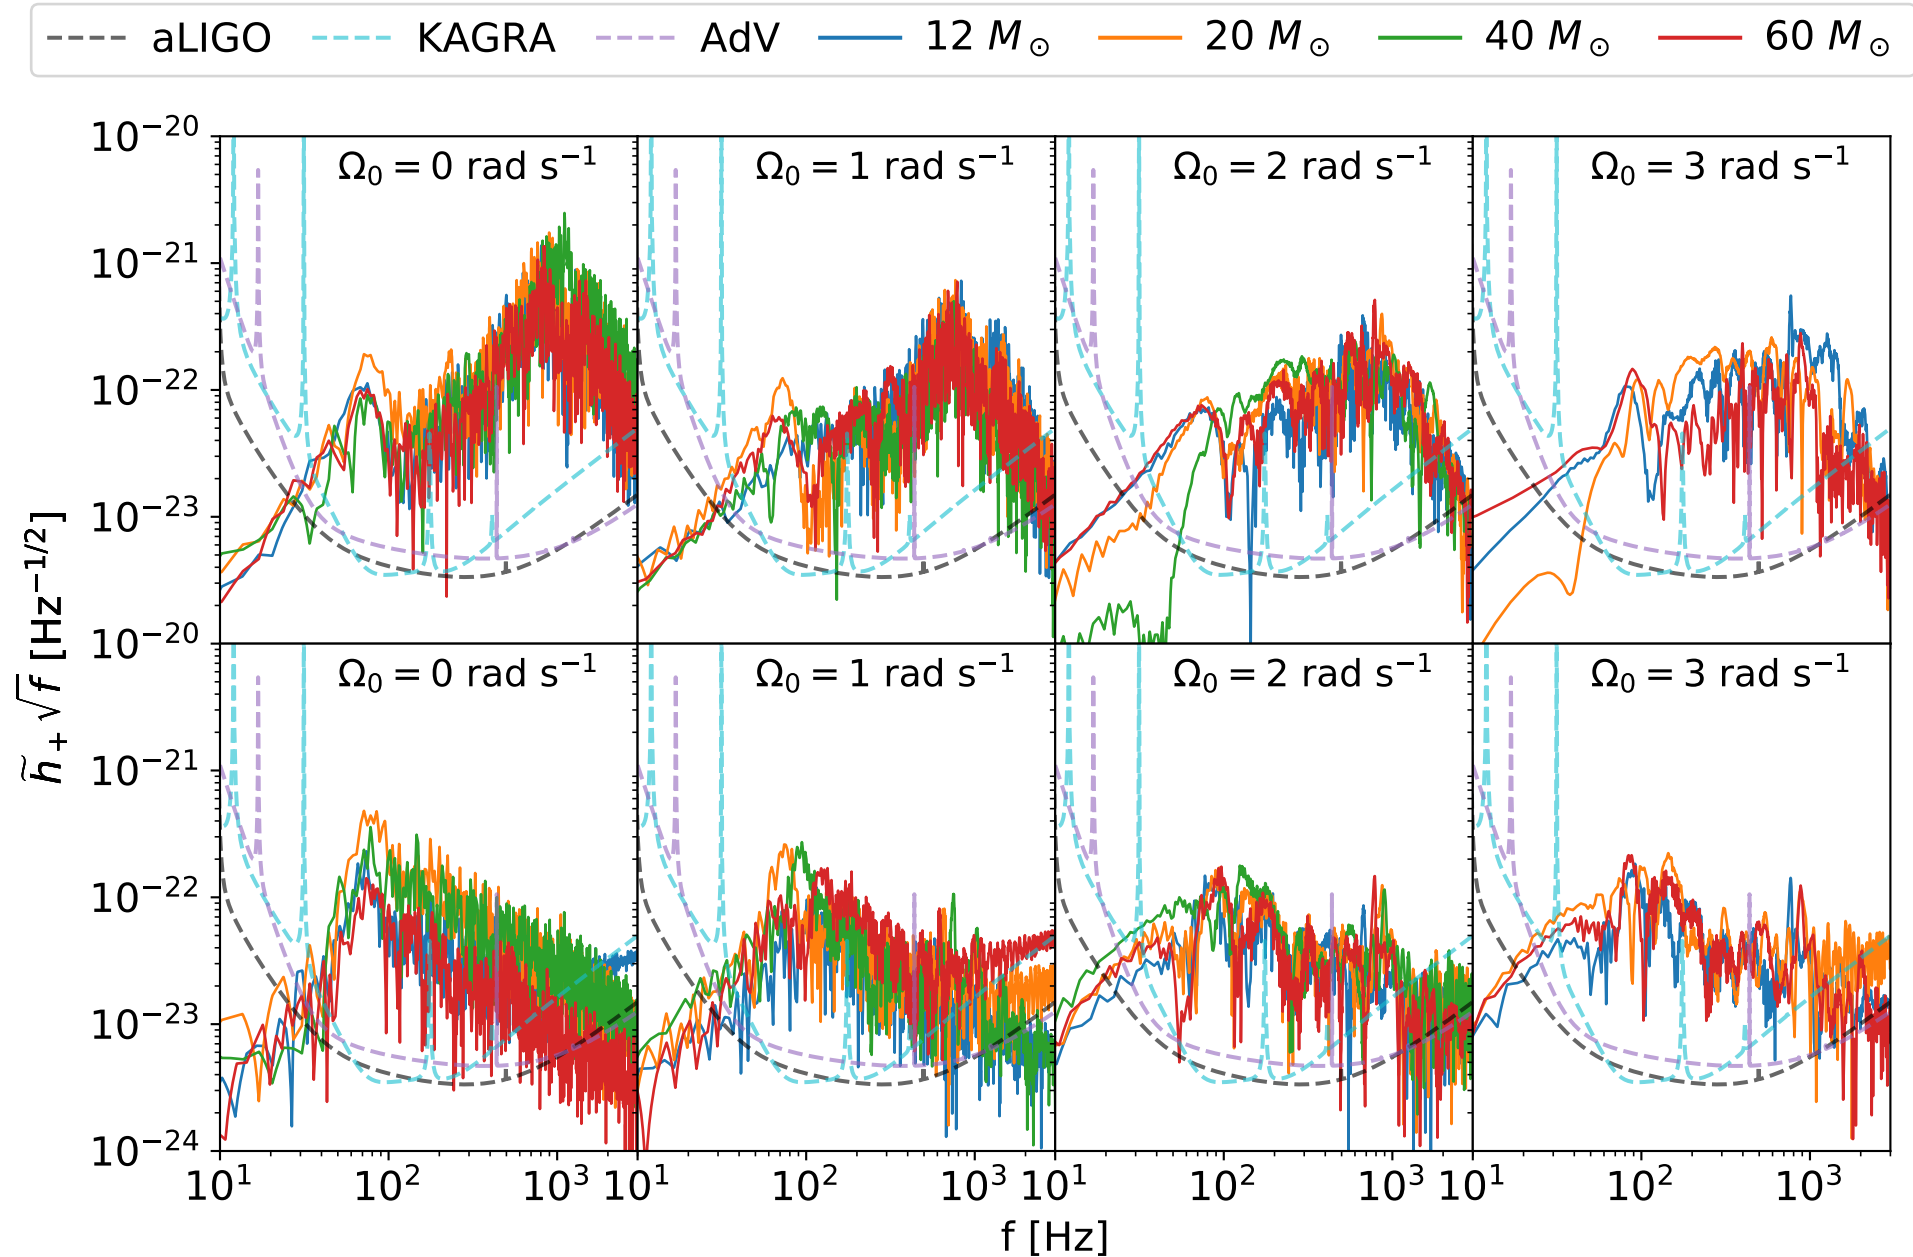 aLIGO KAGRA AdV 12 M⊙ 20 M⊙ 40 M⊙ 60 M⊙
10⁻²⁰
Ω₀ = 0 rad s⁻¹ Ω₀ = 1 rad s⁻¹ Ω₀ = 2 rad s⁻¹ Ω₀ = 3 rad s⁻¹
10⁻²¹
10⁻²²
10⁻²³
10⁻²⁰
Ω₀ = 0 rad s⁻¹ Ω₀ = 1 rad s⁻¹ Ω₀ = 2 rad s⁻¹ Ω₀ = 3 rad s⁻¹
10⁻²¹
10⁻²²
10⁻²³
10⁻²⁴
h̃₊√f [Hz⁻¹/²]
10¹ 10² 10³ 10¹ 10² 10³ 10¹ 10² 10³ 10¹ 10² 10³
f [Hz]